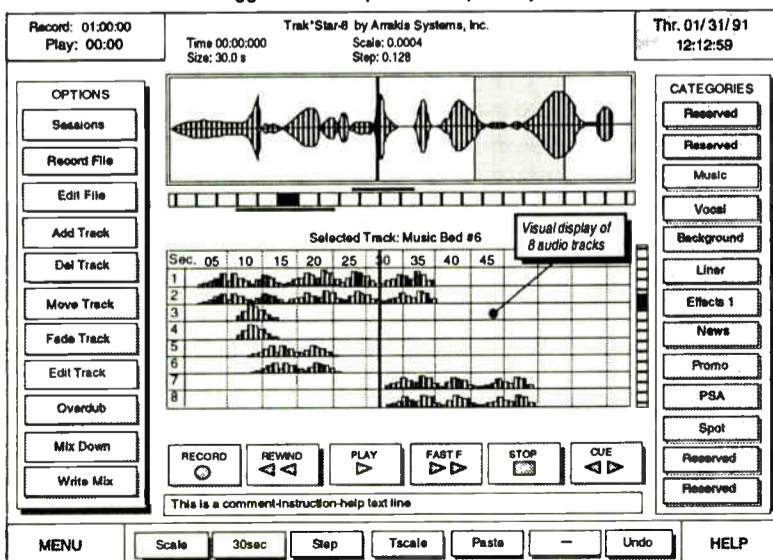 Record: 01:00:00
Play: 00:00
Trak*Star-8 by Arrakis Systems, Inc.
Time 00:00:000 Scale: 0.0004
Size: 30.0 s Step: 0.128
Thr. 01/31/91
12:12:59
OPTIONS
Sessions
Record File
Edit File
Add Track
Del Track
Move Track
Fade Track
Edit Track
Overdub
Mix Down
Write Mix
Selected Track: Music Bed #6
Visual display of
8 audio tracks
Sec. 05 10 15 20 25 30 35 40 45
1
2
3
4
5
6
7
8
RECORD
REWIND
PLAY
FAST F
STOP
CUE
This is a comment-instruction-help text line
CATEGORIES
Reserved
Reserved
Music
Vocal
Background
Liner
Effects 1
News
Promo
PSA
Spot
Reserved
Reserved
MENU
Scale
30sec
Step
Tscale
Paste
—
Undo
HELP